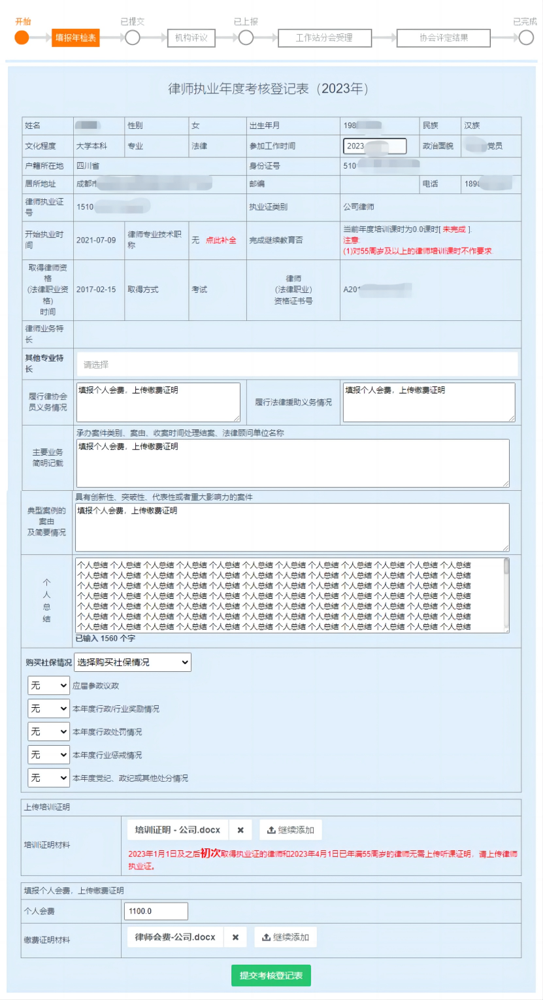 开始 已提交 已上报 已完成
填报年检表 机构评议 工作站分会受理 协会评定结果
律师执业年度考核登记表（2023年）
姓名 性别 女 出生年月 198 民族 汉族
文化程度 大学本科 专业 法律 参加工作时间 2023 政治面貌 党员
户籍所在地 四川省 身份证号 510
居所地址 成都市 邮编 电话 189
律师执业证
号
1510 执业证类别 公司律师
开始执业时
间
2021-07-09
律师专业技术职
称
无 点此补全 完成继续教育否
当前年度培训课时为0.0课时[ 未完成 ].
注意:
(1)对55周岁及以上的律师培训课时不作要求.
取得律师资
格
(法律职业资
格)
时间
2017-02-15 取得方式 考试
律师
(法律职业)
资格证书号
A201
律师业务特
长
其他专业特
长
请选择
履行律协会
员义务情况
填报个人会费，上传缴费证明
履行法律援助义务情况
填报个人会费，上传缴费证明
主要业务
简明记载
承办案件类别、案由、收案时间处理结案、法律顾问单位名称
填报个人会费，上传缴费证明
典型案例的
案由
及简要情况
具有创新性、突破性、代表性或者重大影响力的案件
填报个人会费，上传缴费证明
个
人
总
结
个人总结 个人总结 个人总结 个人总结 个人总结 个人总结 个人总结 个人总结 个人总结 个人总结 个人总结 个人总结
个人总结 个人总结 个人总结 个人总结 个人总结 个人总结 个人总结 个人总结 个人总结 个人总结 个人总结 个人总结
个人总结 个人总结 个人总结 个人总结 个人总结 个人总结 个人总结 个人总结 个人总结 个人总结 个人总结 个人总结
个人总结 个人总结 个人总结 个人总结 个人总结 个人总结 个人总结 个人总结 个人总结 个人总结 个人总结 个人总结
个人总结 个人总结 个人总结 个人总结 个人总结 个人总结 个人总结 个人总结 个人总结 个人总结 个人总结 个人总结
个人总结 个人总结 个人总结 个人总结 个人总结 个人总结 个人总结 个人总结 个人总结 个人总结 个人总结 个人总结
个人总结 个人总结 个人总结 个人总结 个人总结 个人总结 个人总结 个人总结 个人总结 个人总结 个人总结 个人总结
已输入 1560 个字
购买社保情况 选择购买社保情况
无 应届参政议政
无 本年度行政/行业奖励情况
无 本年度行政处罚情况
无 本年度行业惩戒情况
无 本年度党纪、政纪或其他处分情况
上传培训证明
培训证明材料
培训证明 - 公司.docx 继续添加
2023年1月1日及之后初次取得执业证的律师和2023年4月1日已年满55周岁的律师无需上传听课证明，请上传律师
执业证。
填报个人会费，上传缴费证明
个人会费 1100.0
缴费证明材料 律师会费-公司.docx 继续添加
提交考核登记表